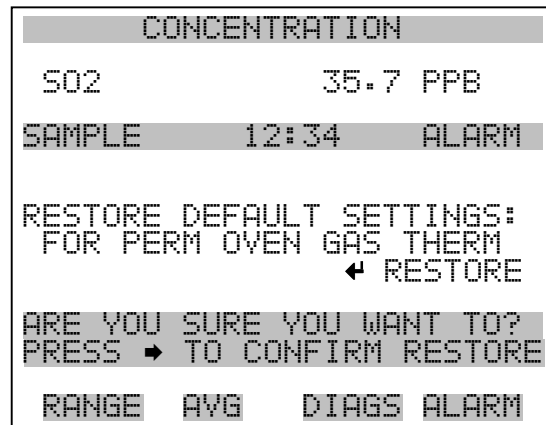 CONCENTRATION
SO2 35.7 PPB
SAMPLE 12:34 ALARM
RESTORE DEFAULT SETTINGS:
FOR PERM OVEN GAS THERM
↵ RESTORE
ARE YOU SURE YOU WANT TO?
PRESS ➡ TO CONFIRM RESTORE
RANGE AVG DIAGS ALARM